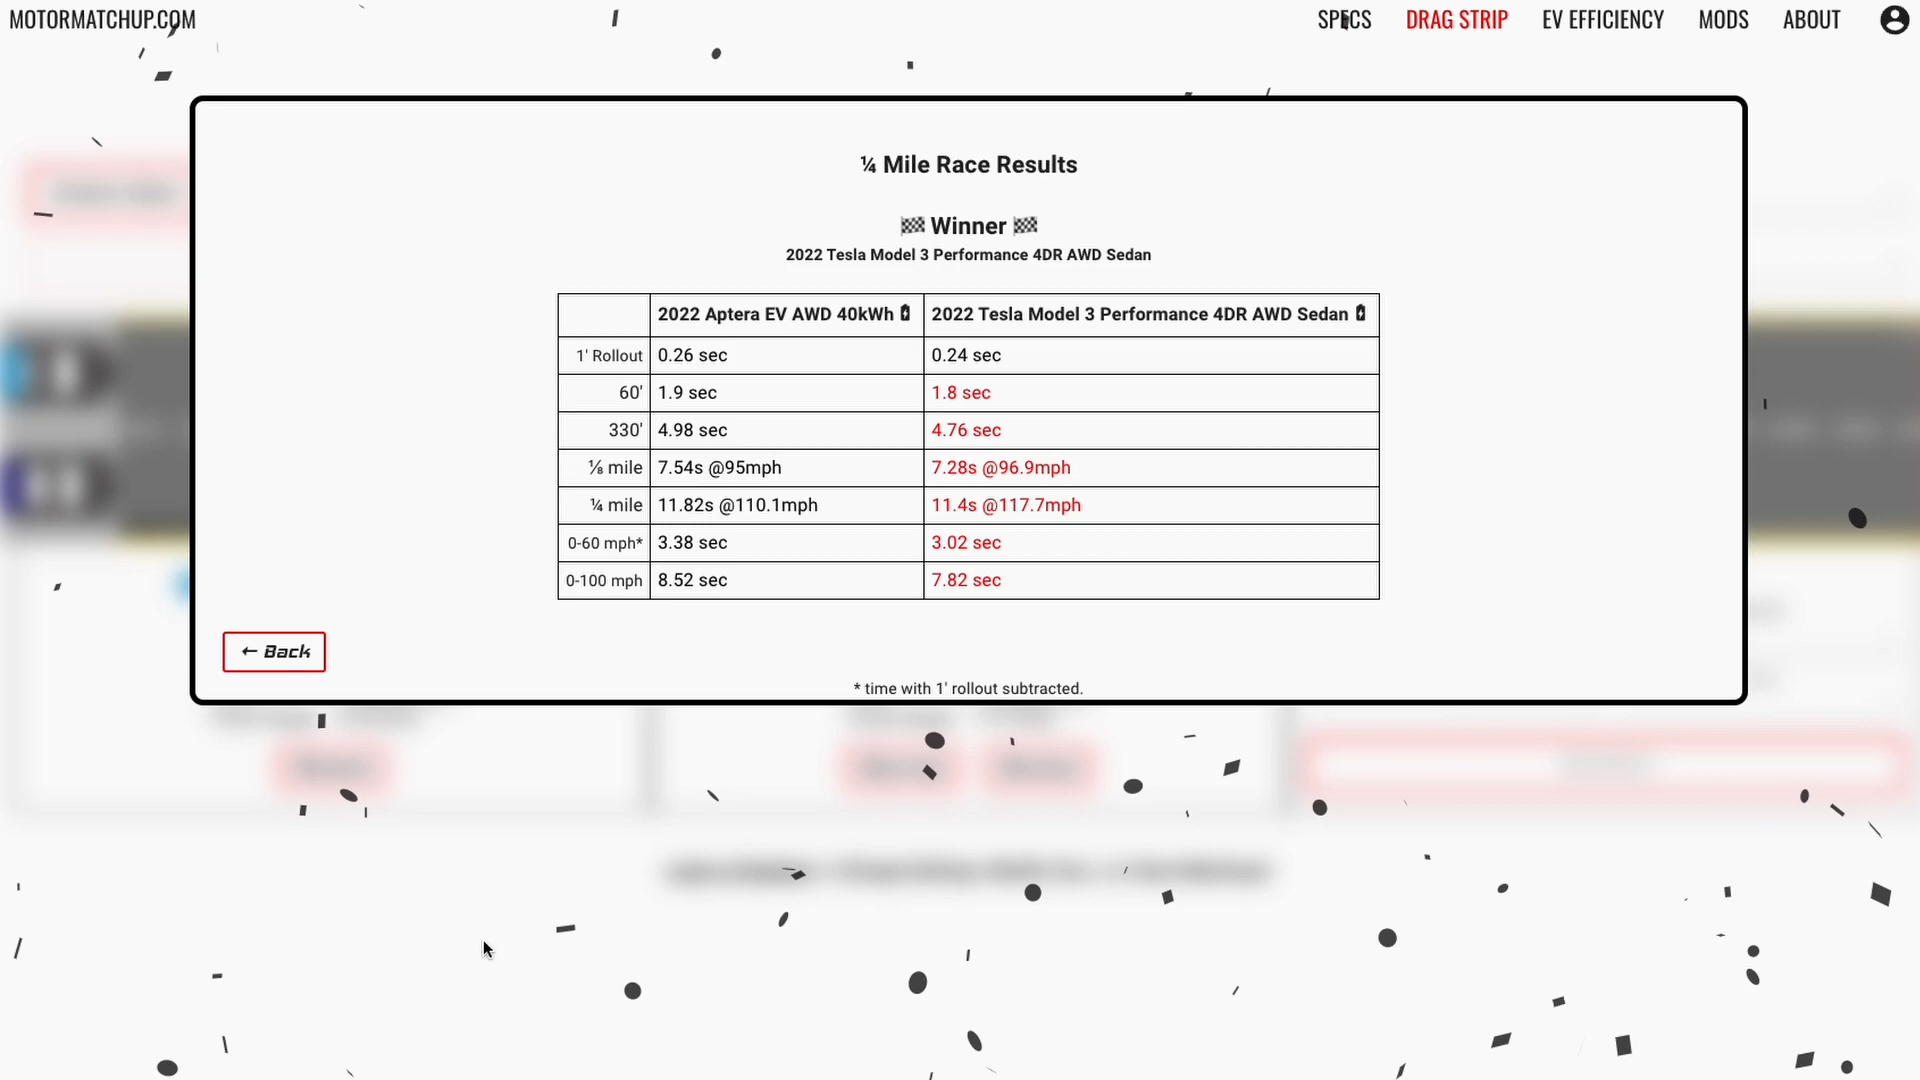 MOTORMATCHUP.COM SPECS DRAG STRIP EV EFFICIENCY MODS ABOUT
¼ Mile Race Results
🏁 Winner 🏁
2022 Tesla Model 3 Performance 4DR AWD Sedan
2022 Aptera EV AWD 40kWh 2022 Tesla Model 3 Performance 4DR AWD Sedan
1' Rollout 0.26 sec 0.24 sec
60' 1.9 sec 1.8 sec
330' 4.98 sec 4.76 sec
⅛ mile 7.54s @95mph 7.28s @96.9mph
¼ mile 11.82s @110.1mph 11.4s @117.7mph
0-60 mph* 3.38 sec 3.02 sec
0-100 mph 8.52 sec 7.82 sec
← Back
* time with 1' rollout subtracted.